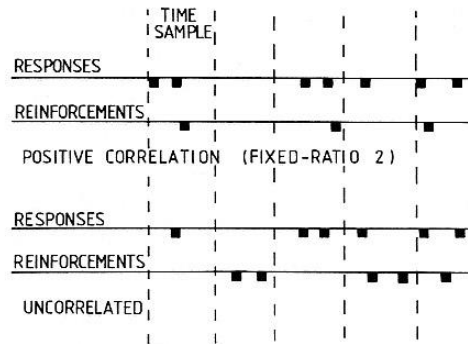 TIME
SAMPLE
RESPONSES
REINFORCEMENTS
POSITIVE CORRELATION (FIXED-RATIO 2)
RESPONSES
REINFORCEMENTS
UNCORRELATED